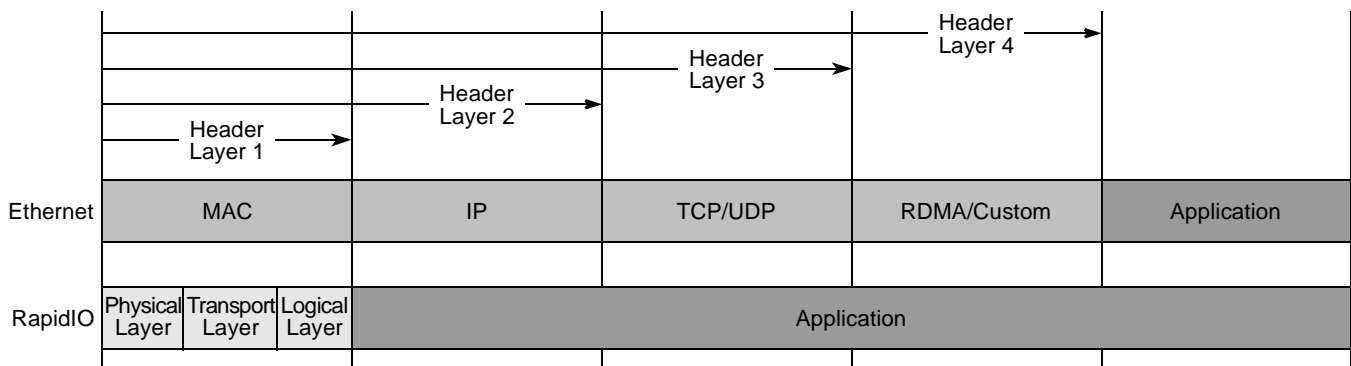 Header
Layer 4
Header
Layer 3
Header
Layer 2
Header
Layer 1
Ethernet MAC IP TCP/UDP RDMA/Custom Application
RapidIO Physical Layer Transport Layer Logical Layer Application